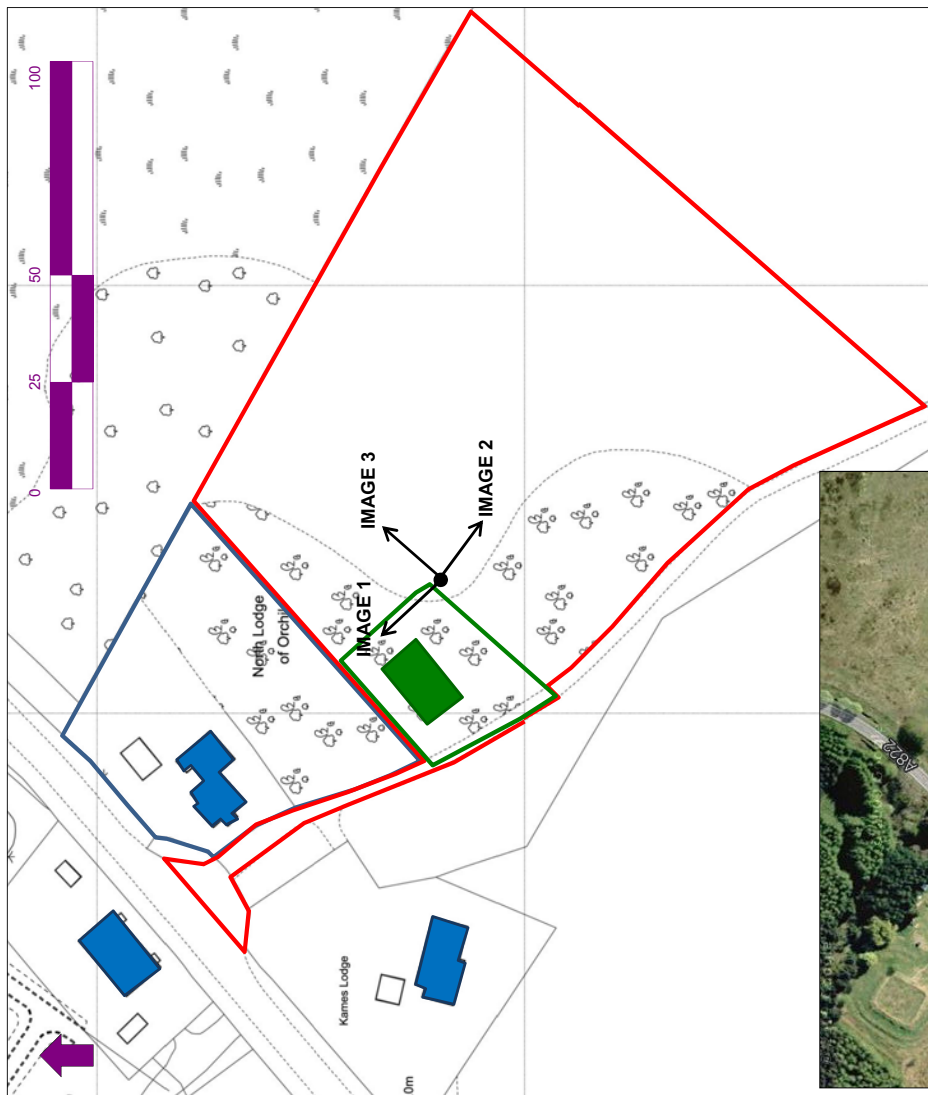 100
50
25
0
IMAGE 3
IMAGE 2
IMAGE 1
North Lodge
of Orchil
A822
Kames Lodge
0m